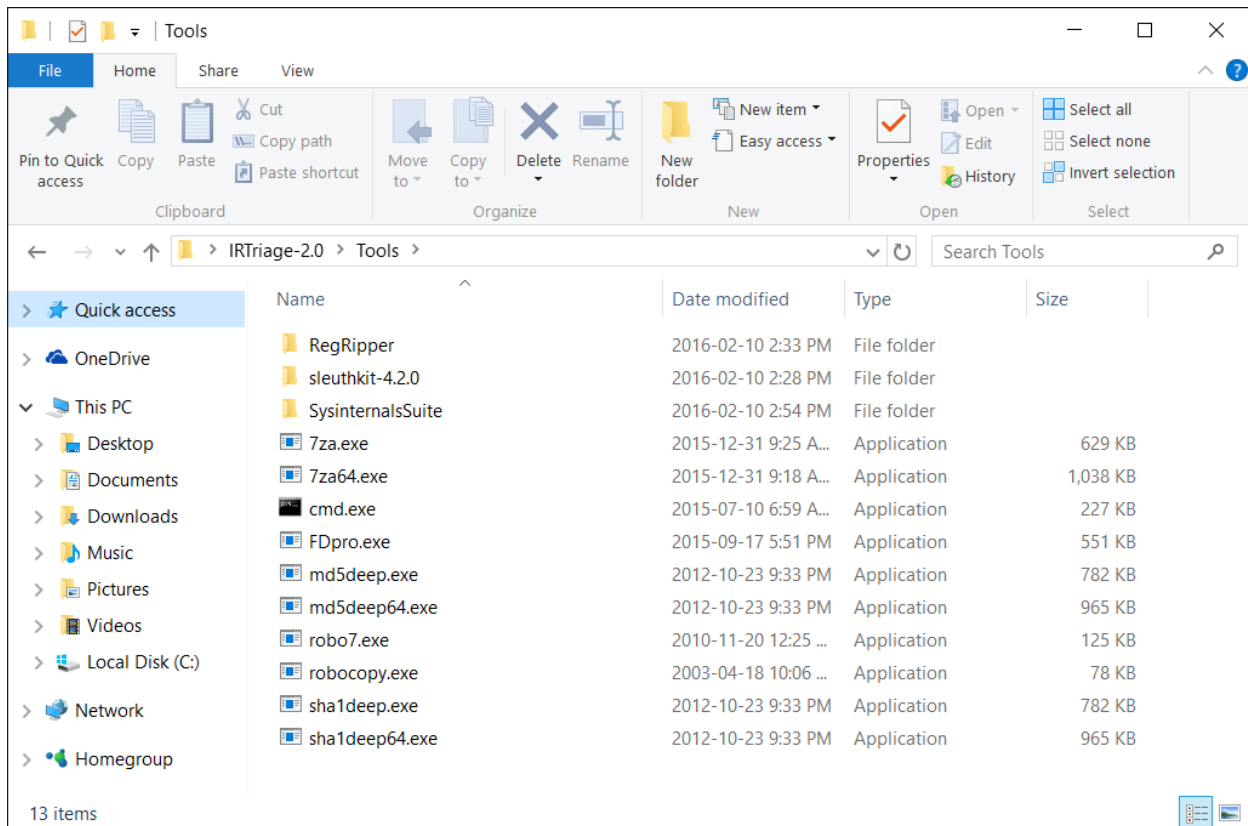 Tools
File Home Share View
Pin to Quick access
Copy
Paste
Cut
Copy path
Paste shortcut
Clipboard
Move to
Copy to
Delete
Rename
Organize
New folder
New item
Easy access
New
Properties
Open
Edit
History
Open
Select all
Select none
Invert selection
Select
IRTriage-2.0 > Tools >
Search Tools
Quick access
OneDrive
This PC
Desktop
Documents
Downloads
Music
Pictures
Videos
Local Disk (C:)
Network
Homegroup
Name Date modified Type Size
RegRipper 2016-02-10 2:33 PM File folder
sleuthkit-4.2.0 2016-02-10 2:28 PM File folder
SysinternalsSuite 2016-02-10 2:54 PM File folder
7za.exe 2015-12-31 9:25 A... Application 629 KB
7za64.exe 2015-12-31 9:18 A... Application 1,038 KB
cmd.exe 2015-07-10 6:59 A... Application 227 KB
FDpro.exe 2015-09-17 5:51 PM Application 551 KB
md5deep.exe 2012-10-23 9:33 PM Application 782 KB
md5deep64.exe 2012-10-23 9:33 PM Application 965 KB
robo7.exe 2010-11-20 12:25 ... Application 125 KB
robocopy.exe 2003-04-18 10:06 ... Application 78 KB
sha1deep.exe 2012-10-23 9:33 PM Application 782 KB
sha1deep64.exe 2012-10-23 9:33 PM Application 965 KB
13 items